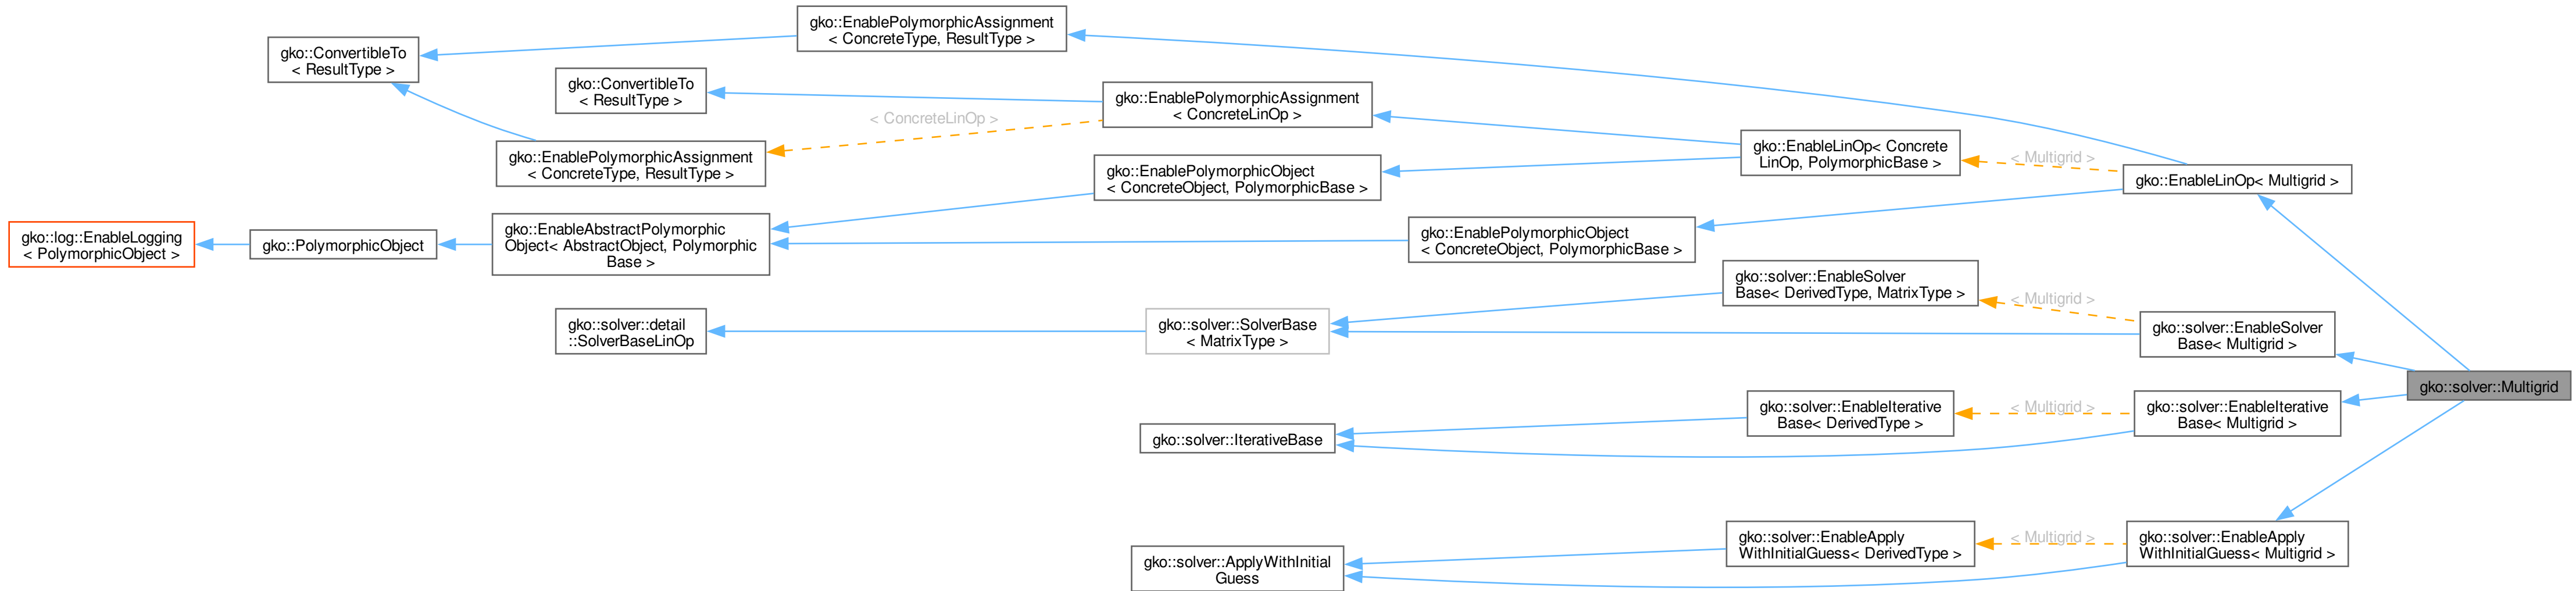 gko::EnablePolymorphicAssignment
< ConcreteType, ResultType >
gko::ConvertibleTo
< ResultType >
gko::ConvertibleTo
< ResultType >
gko::EnablePolymorphicAssignment
< ConcreteLinOp >
< ConcreteLinOp >
gko::EnablePolymorphicAssignment
< ConcreteType, ResultType >
gko::EnableLinOp< Concrete
LinOp, PolymorphicBase >
< Multigrid >
gko::EnablePolymorphicObject
< ConcreteObject, PolymorphicBase >
gko::EnableLinOp< Multigrid >
gko::log::EnableLogging
< PolymorphicObject >
gko::PolymorphicObject
gko::EnableAbstractPolymorphic
Object< AbstractObject, Polymorphic
Base >
gko::EnablePolymorphicObject
< ConcreteObject, PolymorphicBase >
gko::solver::EnableSolver
Base< DerivedType, MatrixType >
< Multigrid >
gko::solver::detail
::SolverBaseLinOp
gko::solver::SolverBase
< MatrixType >
gko::solver::EnableSolver
Base< Multigrid >
gko::solver::Multigrid
gko::solver::EnableIterative
Base< DerivedType >
< Multigrid >
gko::solver::EnableIterative
Base< Multigrid >
gko::solver::IterativeBase
gko::solver::EnableApply
WithInitialGuess< DerivedType >
< Multigrid >
gko::solver::EnableApply
WithInitialGuess< Multigrid >
gko::solver::ApplyWithInitial
Guess